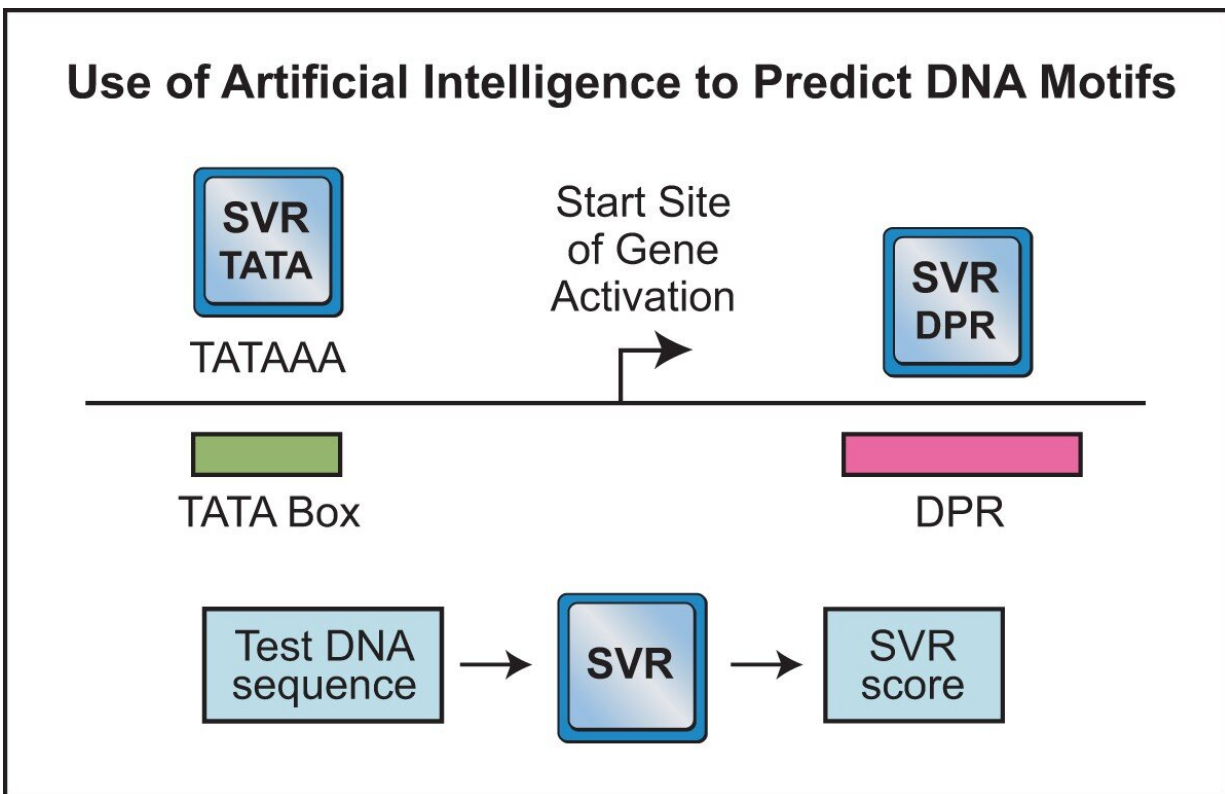 Use of Artificial Intelligence to Predict DNA Motifs
SVR
TATA
TATAAA
Start Site
of Gene
Activation
SVR
DPR
TATA Box
DPR
Test DNA
sequence
SVR
SVR
score